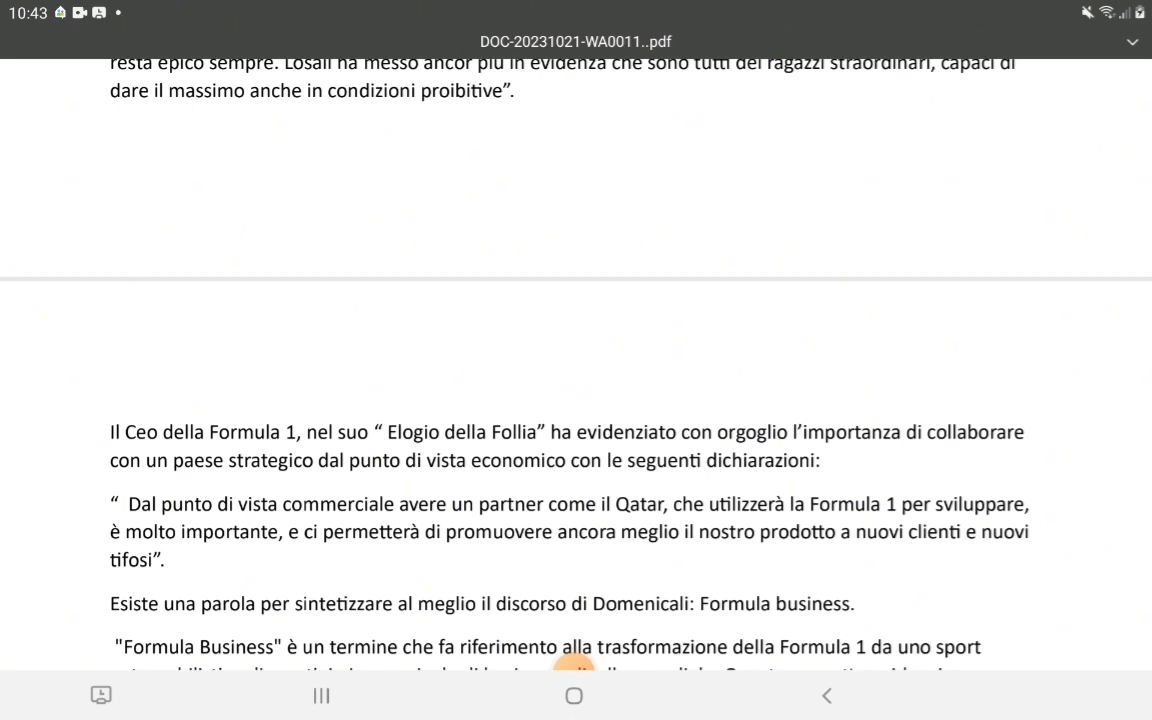 10:43
DOC-20231021-WA0011..pdf
resta epico sempre. Losail ha messo ancor più in evidenza che sono tutti dei ragazzi straordinari, capaci di
dare il massimo anche in condizioni proibitive”.
Il Ceo della Formula 1, nel suo “ Elogio della Follia” ha evidenziato con orgoglio l’importanza di collaborare
con un paese strategico dal punto di vista economico con le seguenti dichiarazioni:
“ Dal punto di vista commerciale avere un partner come il Qatar, che utilizzerà la Formula 1 per sviluppare,
è molto importante, e ci permetterà di promuovere ancora meglio il nostro prodotto a nuovi clienti e nuovi
tifosi”.
Esiste una parola per sintetizzare al meglio il discorso di Domenicali: Formula business.
"Formula Business" è un termine che fa riferimento alla trasformazione della Formula 1 da uno sport